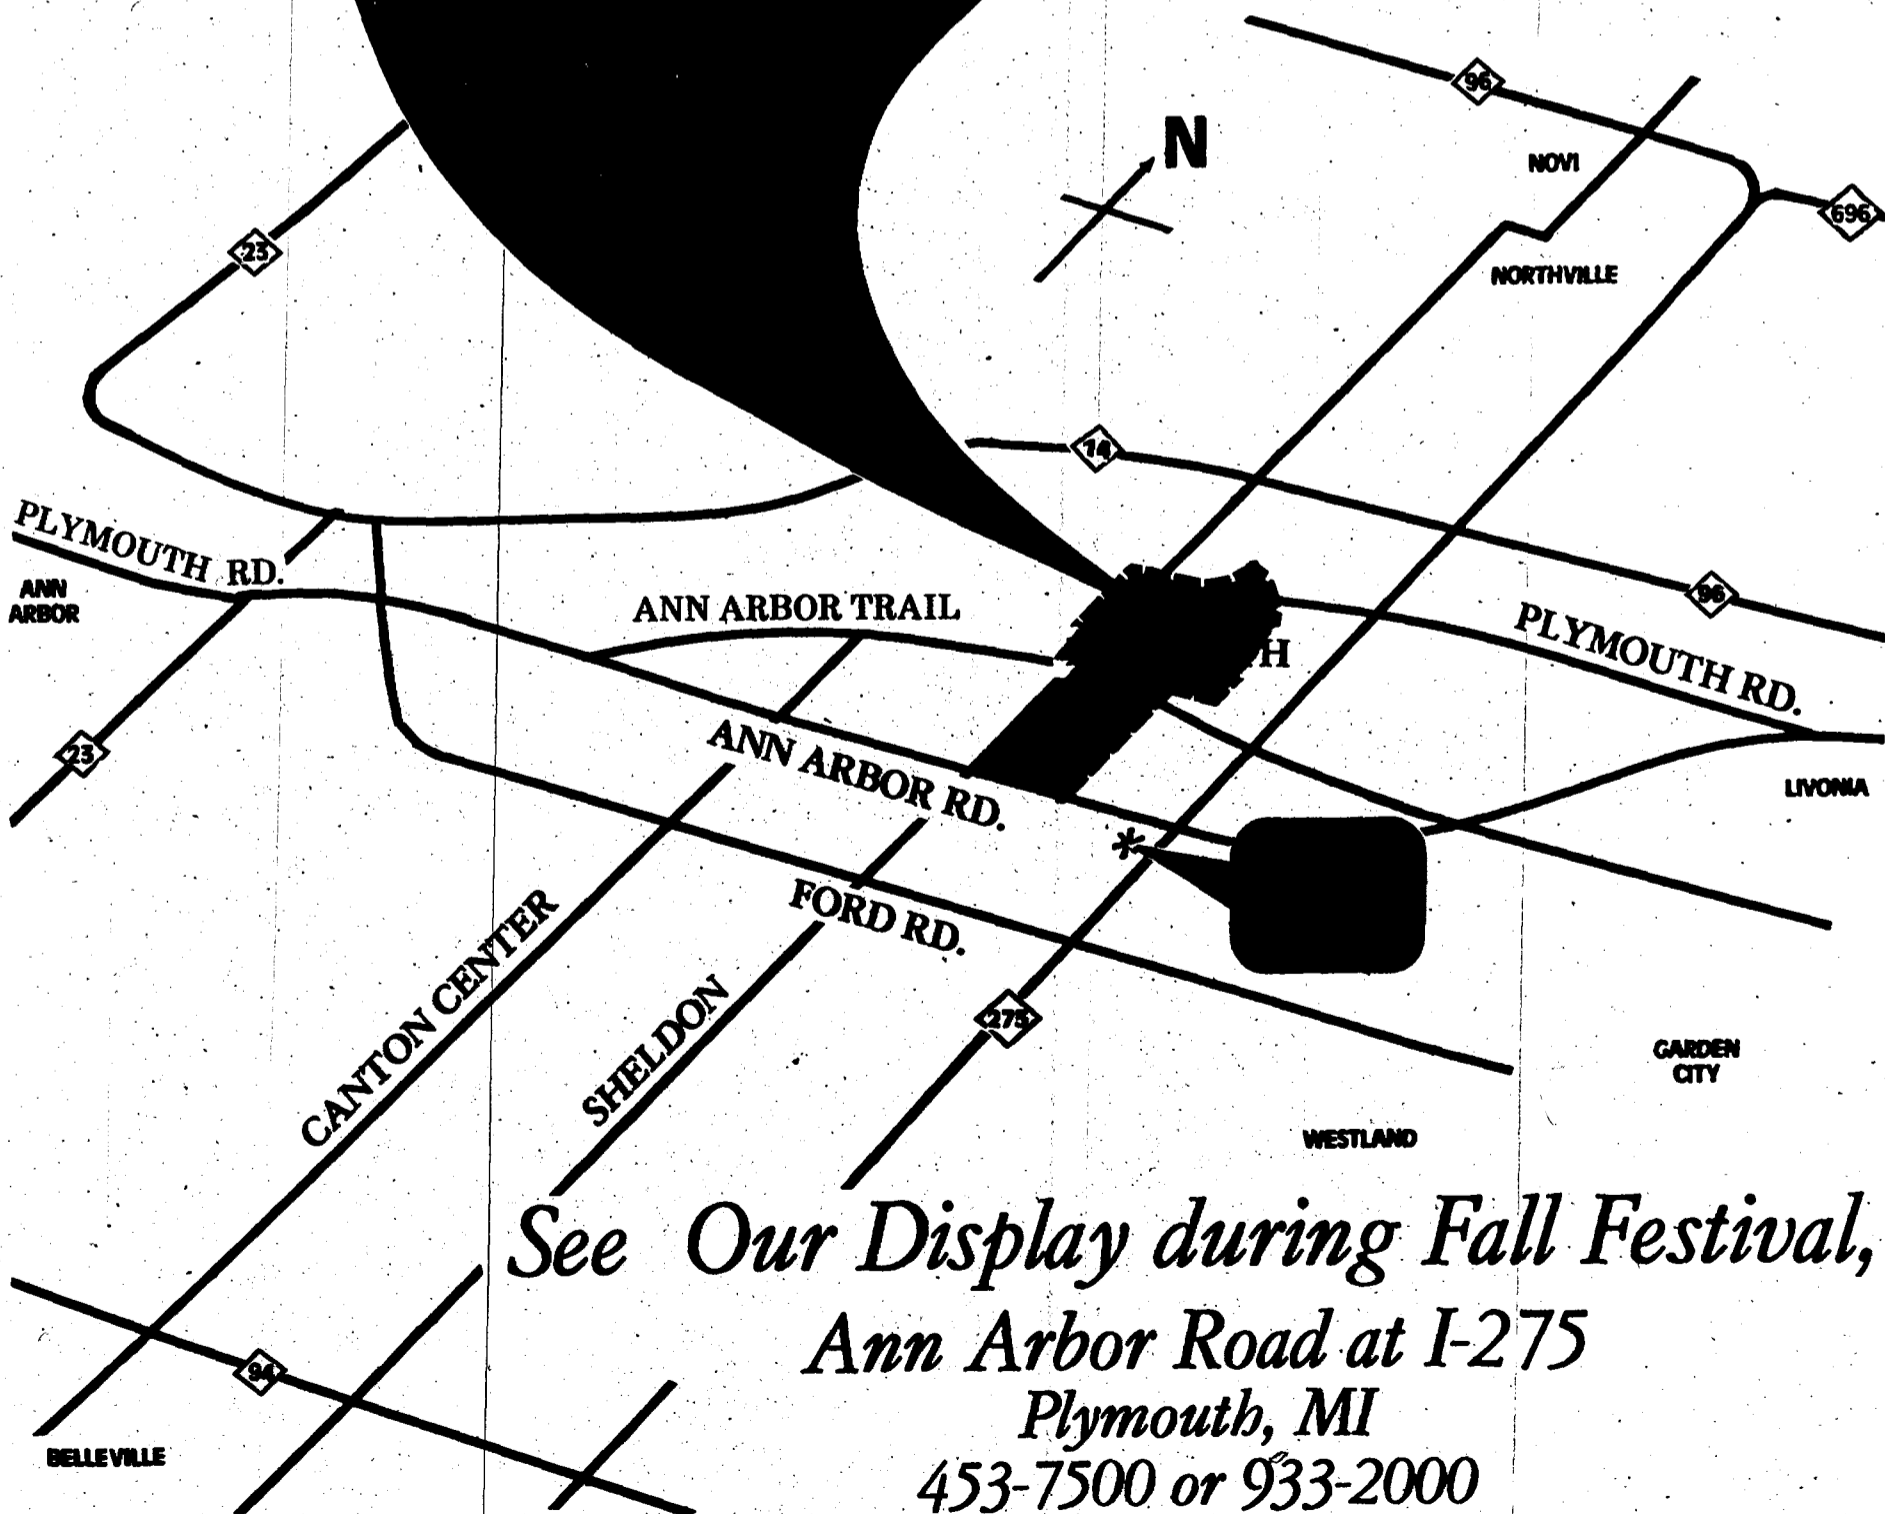 96
N
NOVI
696
23
NORTHVILLE
14
PLYMOUTH RD.
ANN
ARBOR
ANN ARBOR TRAIL
96
PLYMOUTH RD.
H
23
ANN ARBOR RD.
LIVONIA
*
FORD RD.
CANTON CENTER
SHELDON
275
GARDEN
CITY
WESTLAND
See Our Display during Fall Festival,
Ann Arbor Road at I-275
Plymouth, MI
453-7500 or 933-2000
94
BELLEVILLE